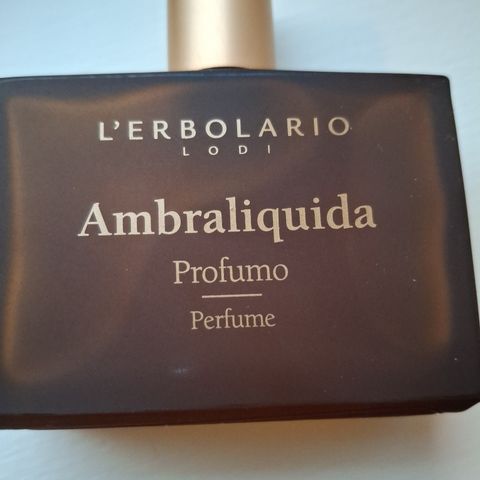 L'ERBOLARIO
LODI
Ambraliquida
Profumo
Perfume